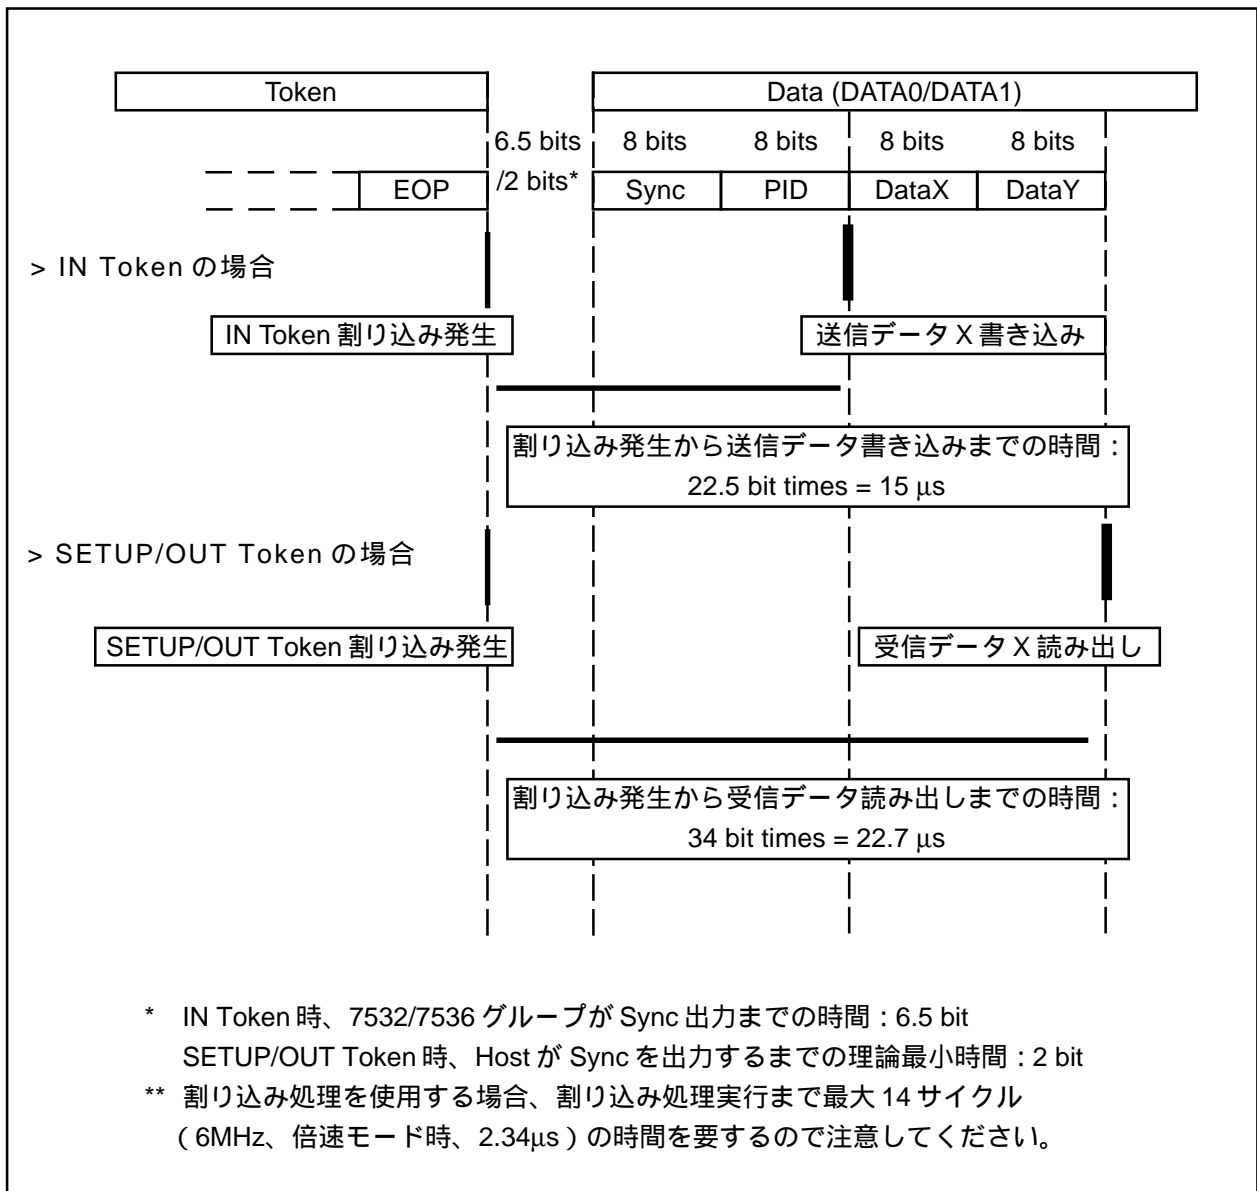 Token
Data (DATA0/DATA1)
6.5 bits
/2 bits*
8 bits
8 bits
8 bits
8 bits
EOP
Sync
PID
DataX
DataY
> IN Token の場合
IN Token 割り込み発生
送信データ X 書き込み
割り込み発生から送信データ書き込みまでの時間：
22.5 bit times = 15 μs
> SETUP/OUT Token の場合
SETUP/OUT Token 割り込み発生
受信データ X 読み出し
割り込み発生から受信データ読み出しまでの時間：
34 bit times = 22.7 μs
* IN Token 時、7532/7536 グループが Sync 出力までの時間：6.5 bit
SETUP/OUT Token 時、Host が Sync を出力するまでの理論最小時間：2 bit
** 割り込み処理を使用する場合、割り込み処理実行まで最大 14 サイクル
（6MHz、倍速モード時、2.34μs）の時間を要するので注意してください。